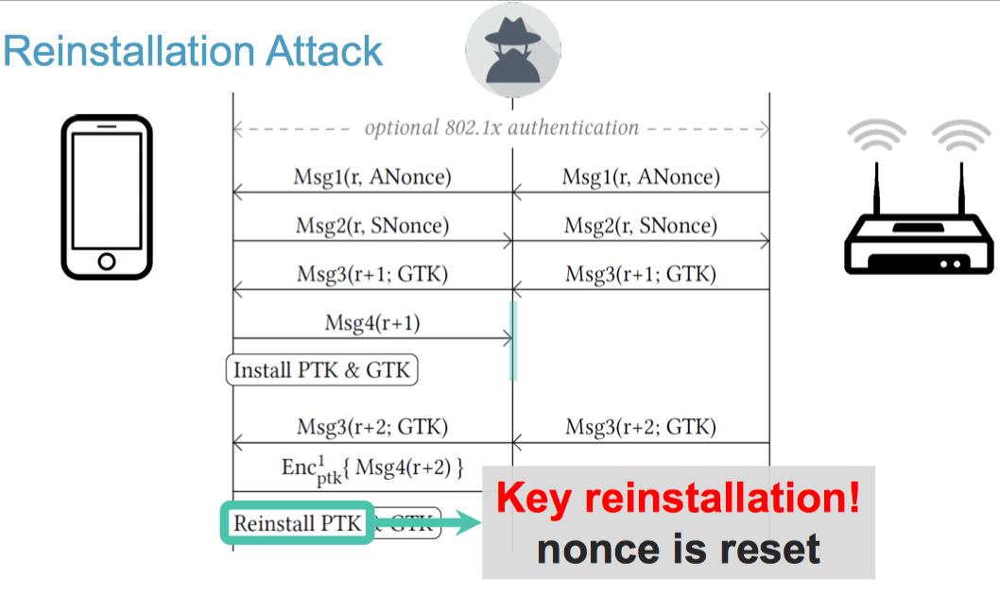 Reinstallation Attack
optional 802.1x authentication
Msg1(r, ANonce) Msg1(r, ANonce)
Msg2(r, SNonce) Msg2(r, SNonce)
Msg3(r+1; GTK) Msg3(r+1; GTK)
Msg4(r+1)
Install PTK & GTK
Msg3(r+2; GTK) Msg3(r+2; GTK)
Enc¹ptk{ Msg4(r+2) }
Key reinstallation!
Reinstall PTK & GTK
nonce is reset